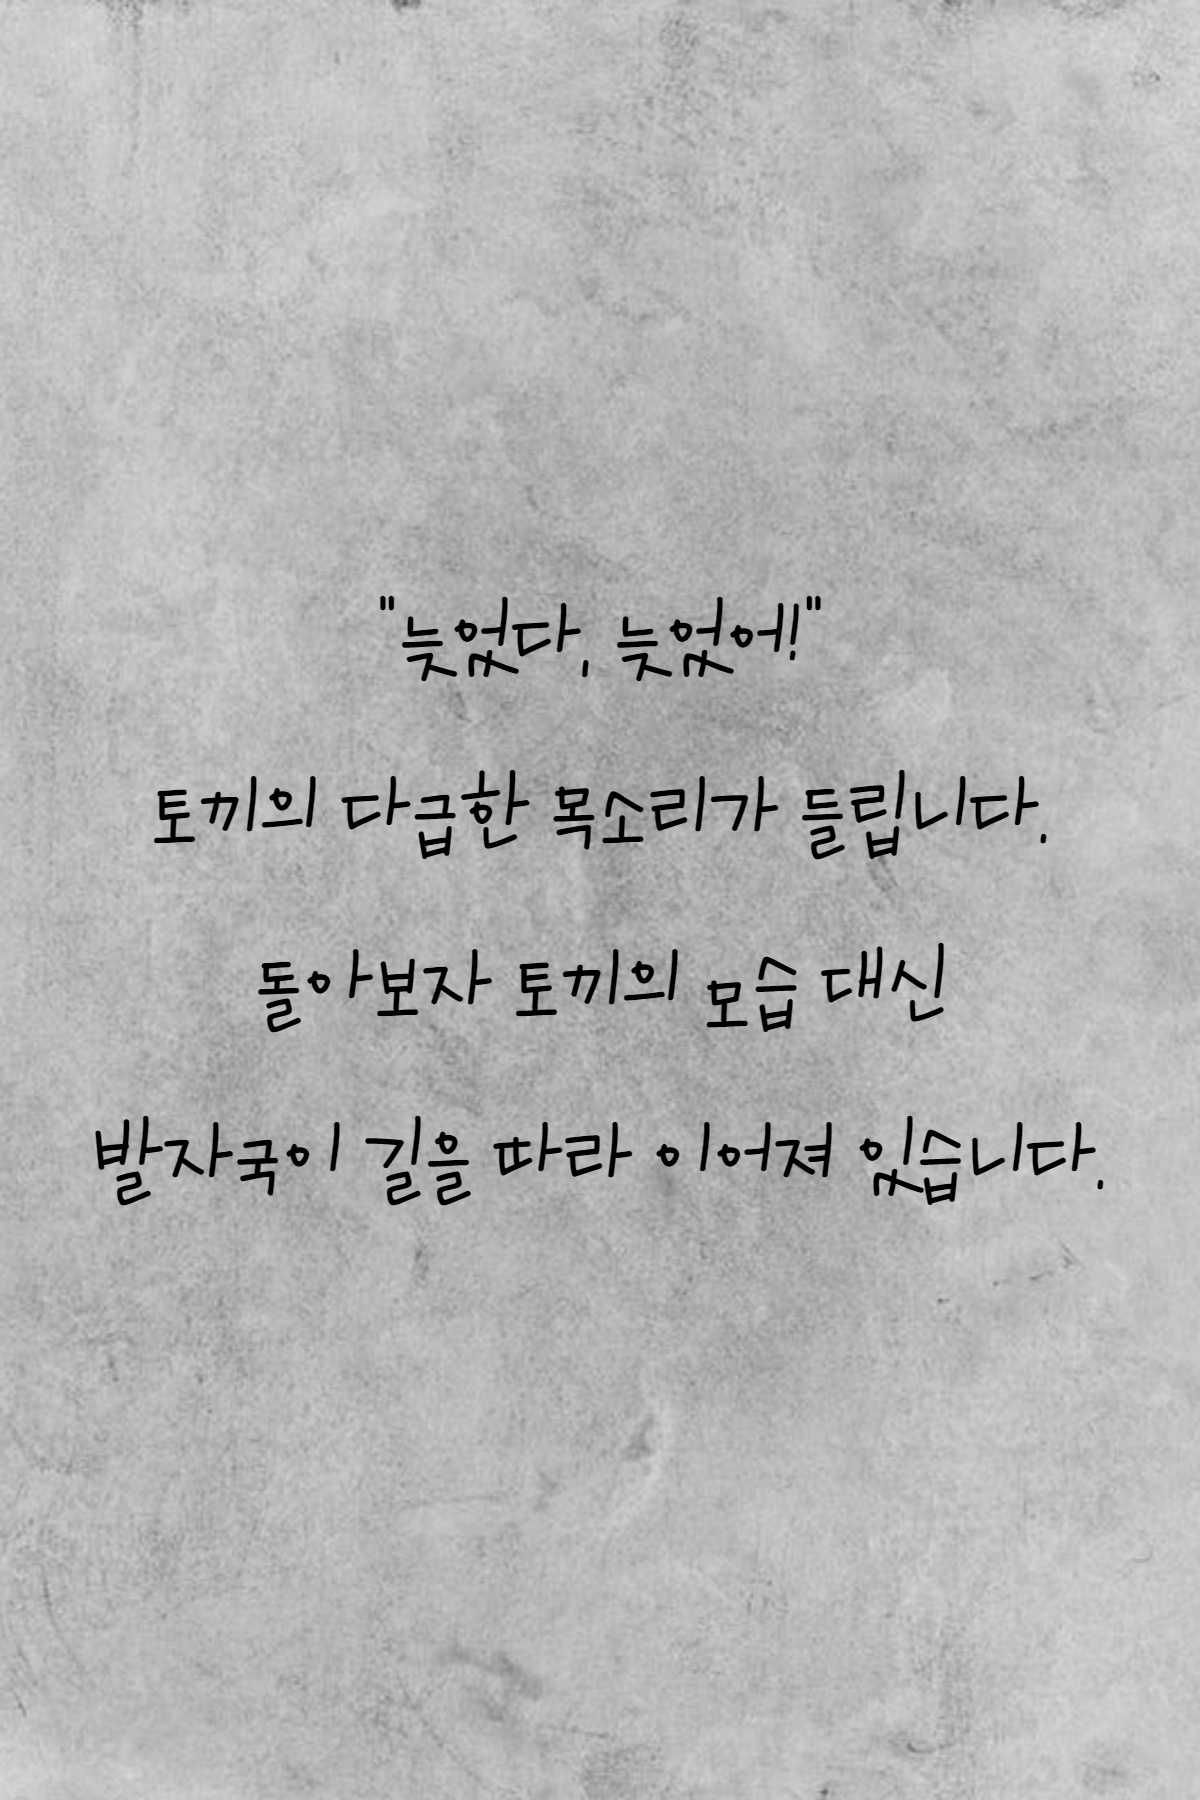 "늦었다, 늦었에!"
토끼의 다급한 목소리가 들립니다.
돌아보자 토끼의 모습 대신
발자국이 길을 따라 이어져 있습니다.